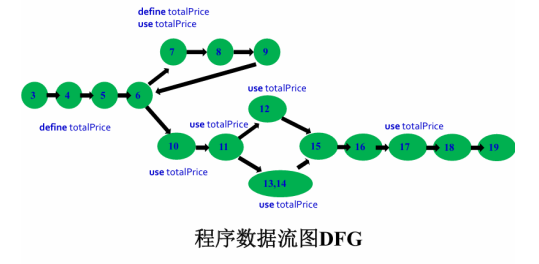 define totalPrice
use totalPrice
7 8 9
use totalPrice
3 4 5 6
12
define totalPrice
use totalPrice
use totalPrice
10 11 15 16 17 18 19
use totalPrice
13,14
use totalPrice
程序数据流图DFG